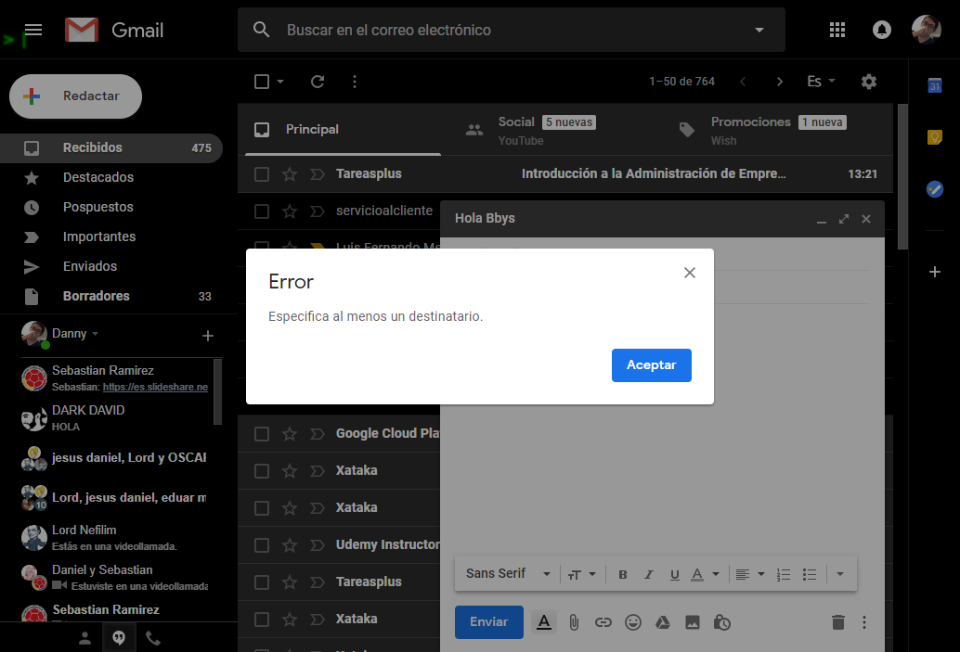 Gmail
Buscar en el correo electrónico
Redactar
1–50 de 764
Es
Principal
Social 5 nuevas
YouTube
Promociones 1 nueva
Wish
Recibidos 475
Destacados
Pospuestos
Importantes
Enviados
Borradores 33
Tareasplus Introducción a la Administración de Empre... 13:21
servicioalcliente
Luis Fernando
Hola Bbys
Error
Especifica al menos un destinatario.
Aceptar
Danny
Sebastian Ramirez
Sebastian: https://es.slideshare.ne
DARK DAVID
HOLA
jesus daniel, Lord y OSCAR
Lord, jesus daniel, eduar m
10
Lord Nefilim
Estás en una videollamada.
Daniel y Sebastian
Estuviste en una videollamada
Sebastian Ramirez
Google Cloud Pla
Xataka
Xataka
Udemy Instructor
Tareasplus
Xataka
Sans Serif
Enviar